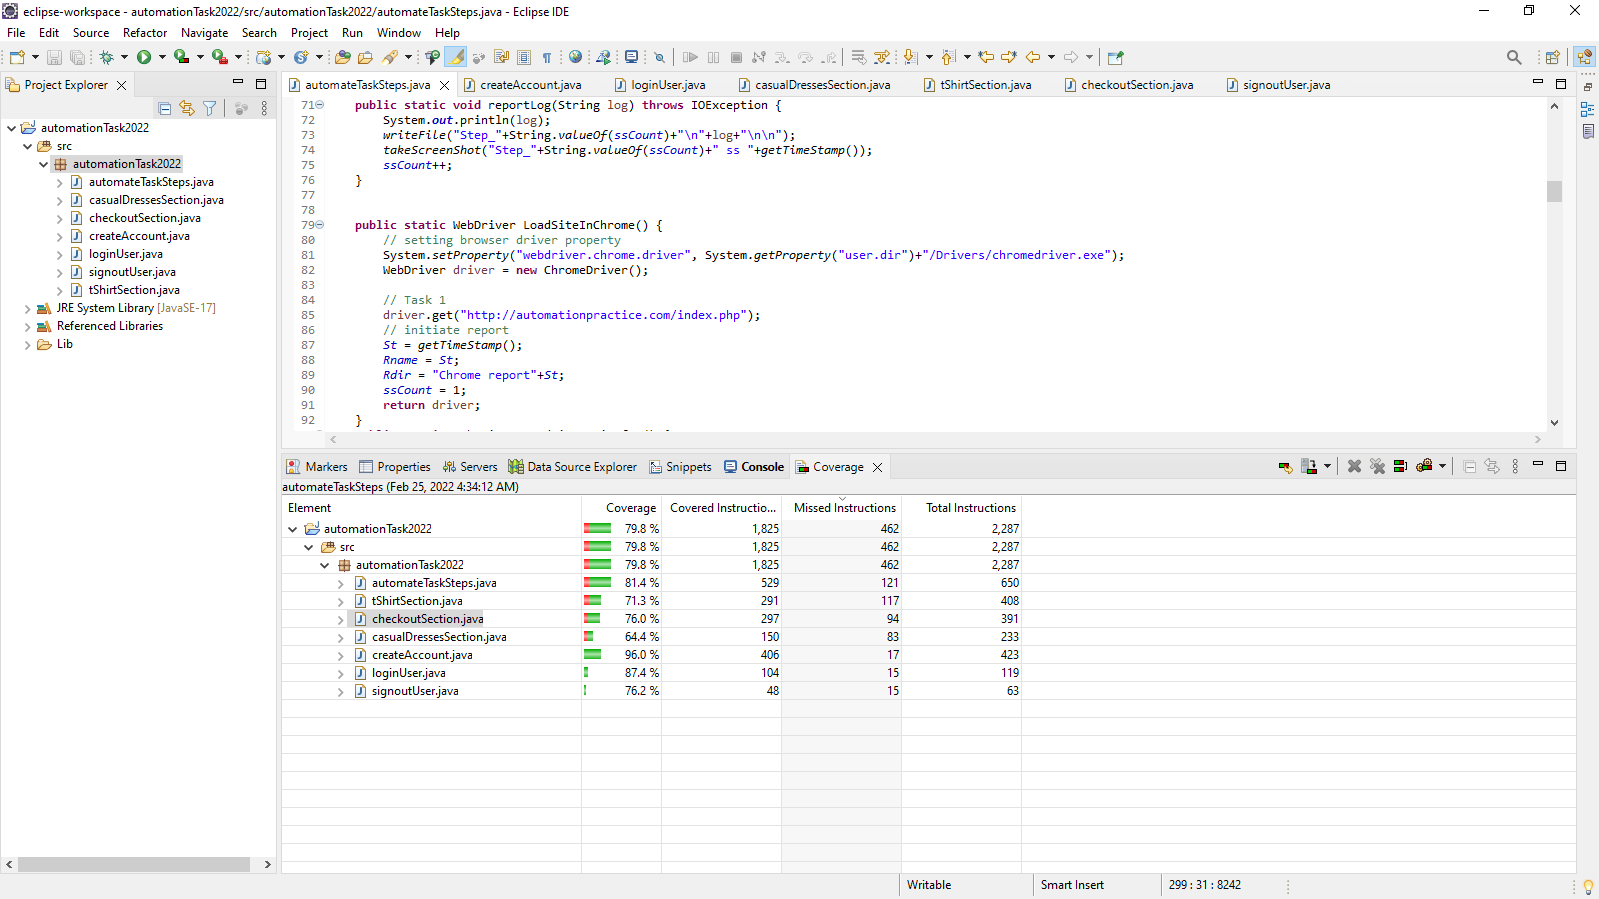 eclipse-workspace - automationTask2022/src/automationTask2022/automateTaskSteps.java - Eclipse IDE
File Edit Source Refactor Navigate Search Project Run Window Help
Project Explorer
automationTask2022
src
automationTask2022
automateTaskSteps.java
casualDressesSection.java
checkoutSection.java
createAccount.java
loginUser.java
signoutUser.java
tShirtSection.java
JRE System Library [JavaSE-17]
Referenced Libraries
Lib
automateTaskSteps.java createAccount.java loginUser.java casualDressesSection.java tShirtSection.java checkoutSection.java signoutUser.java
71 public static void reportLog(String log) throws IOException {
72 System.out.println(log);
73 writeFile("Step_"+String.valueOf(ssCount)+"\n"+log+"\n\n");
74 takeScreenShot("Step_"+String.valueOf(ssCount)+" ss "+getTimeStamp());
75 ssCount++;
76 }
77
78
79 public static WebDriver LoadSiteInChrome() {
80 // setting browser driver property
81 System.setProperty("webdriver.chrome.driver", System.getProperty("user.dir")+"/Drivers/chromedriver.exe");
82 WebDriver driver = new ChromeDriver();
83
84 // Task 1
85 driver.get("http://automationpractice.com/index.php");
86 // initiate report
87 St = getTimeStamp();
88 Rname = St;
89 Rdir = "Chrome report"+St;
90 ssCount = 1;
91 return driver;
92 }
Markers Properties Servers Data Source Explorer Snippets Console Coverage
automateTaskSteps (Feb 25, 2022 4:34:12 AM)
Element Coverage Covered Instructio... Missed Instructions Total Instructions
automationTask2022 79.8 % 1,825 462 2,287
src 79.8 % 1,825 462 2,287
automationTask2022 79.8 % 1,825 462 2,287
automateTaskSteps.java 81.4 % 529 121 650
tShirtSection.java 71.3 % 291 117 408
checkoutSection.java 76.0 % 297 94 391
casualDressesSection.java 64.4 % 150 83 233
createAccount.java 96.0 % 406 17 423
loginUser.java 87.4 % 104 15 119
signoutUser.java 76.2 % 48 15 63
Writable Smart Insert 299 : 31 : 8242